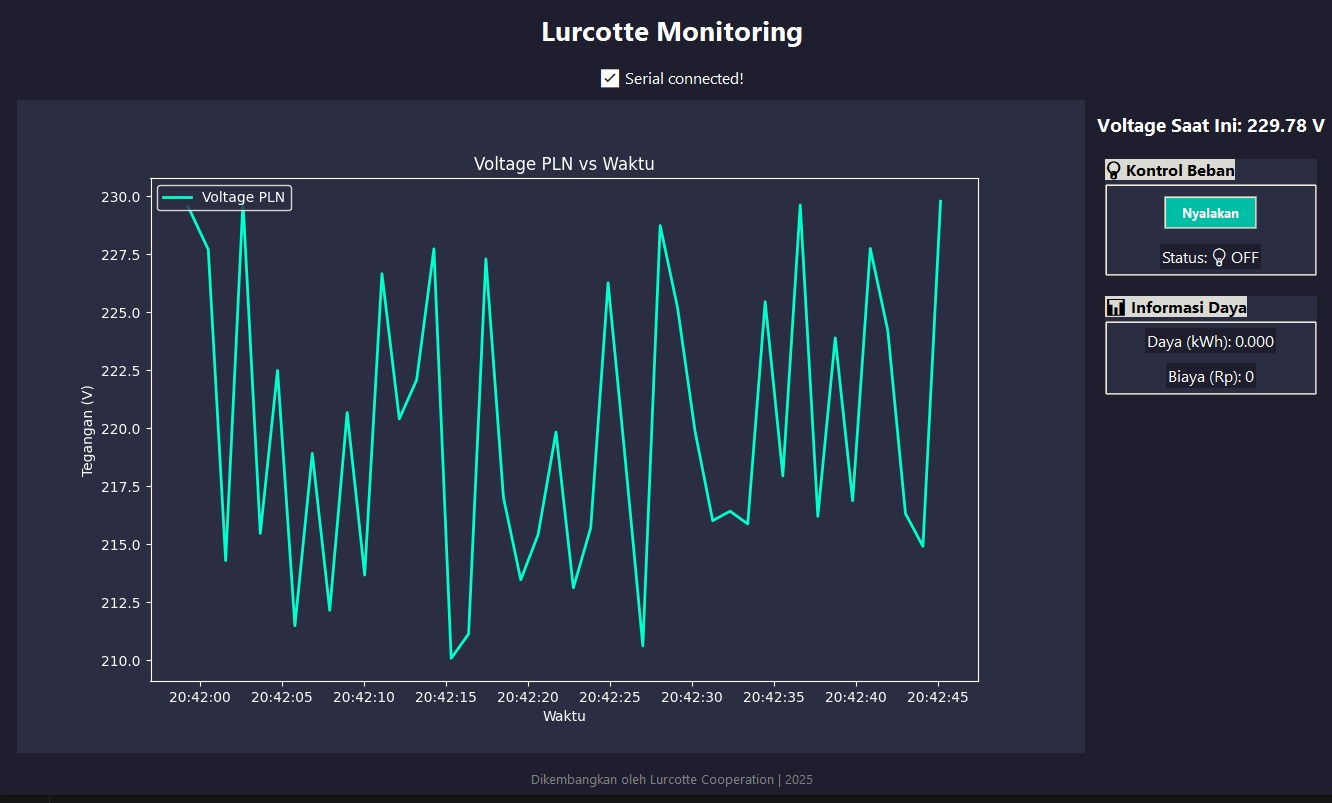 Lurcotte Monitoring
Serial connected!
Voltage PLN vs Waktu
Voltage PLN
Tegangan (V)
230.0
227.5
225.0
222.5
220.0
217.5
215.0
212.5
210.0
20:42:00 20:42:05 20:42:10 20:42:15 20:42:20 20:42:25 20:42:30 20:42:35 20:42:40 20:42:45
Waktu
Voltage Saat Ini: 229.78 V
Kontrol Beban
Nyalakan
Status: OFF
Informasi Daya
Daya (kWh): 0.000
Biaya (Rp): 0
Dikembangkan oleh Lurcotte Cooperation | 2025